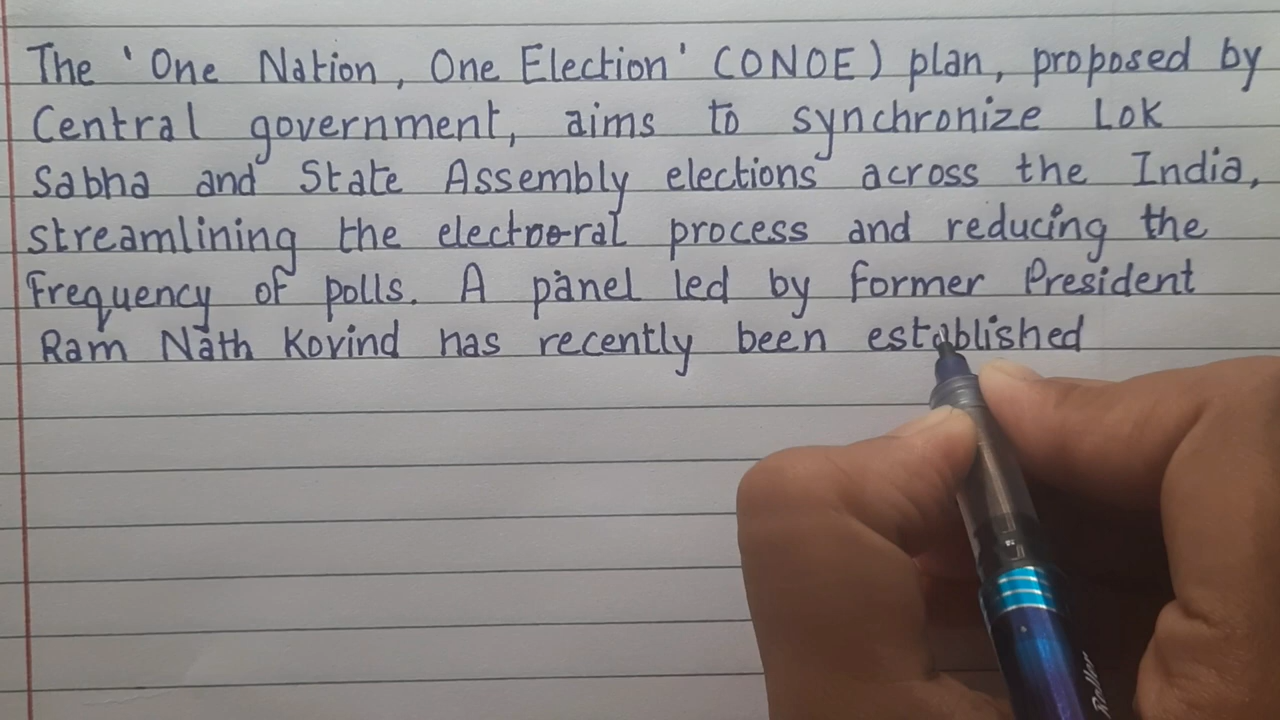 The 'One Nation, One Election' (ONOE) plan, proposed by
Central government, aims to synchronize Lok
Sabha and State Assembly elections across the India,
streamlining the electoral process and reducing the
frequency of polls. A panel led by former President
Ram Nath Kovind has recently been established
Roller